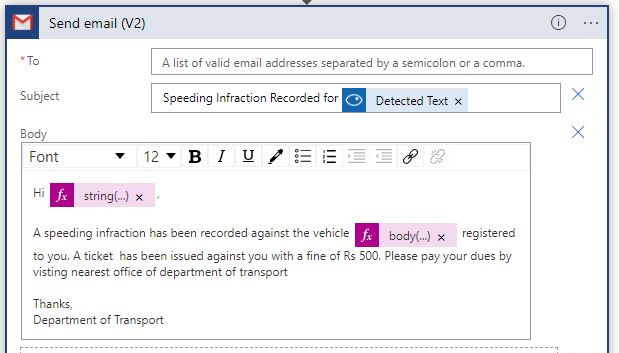 Send email (V2)
* To
A list of valid email addresses separated by a semicolon or a comma.
Subject
Speeding Infraction Recorded for Detected Text ×
Body
Font 12 B I U
Hi fx string(...) × ,
A speeding infraction has been recorded against the vehicle fx body(...) × registered
to you. A ticket has been issued against you with a fine of Rs 500. Please pay your dues by
visting nearest office of department of transport
Thanks,
Department of Transport